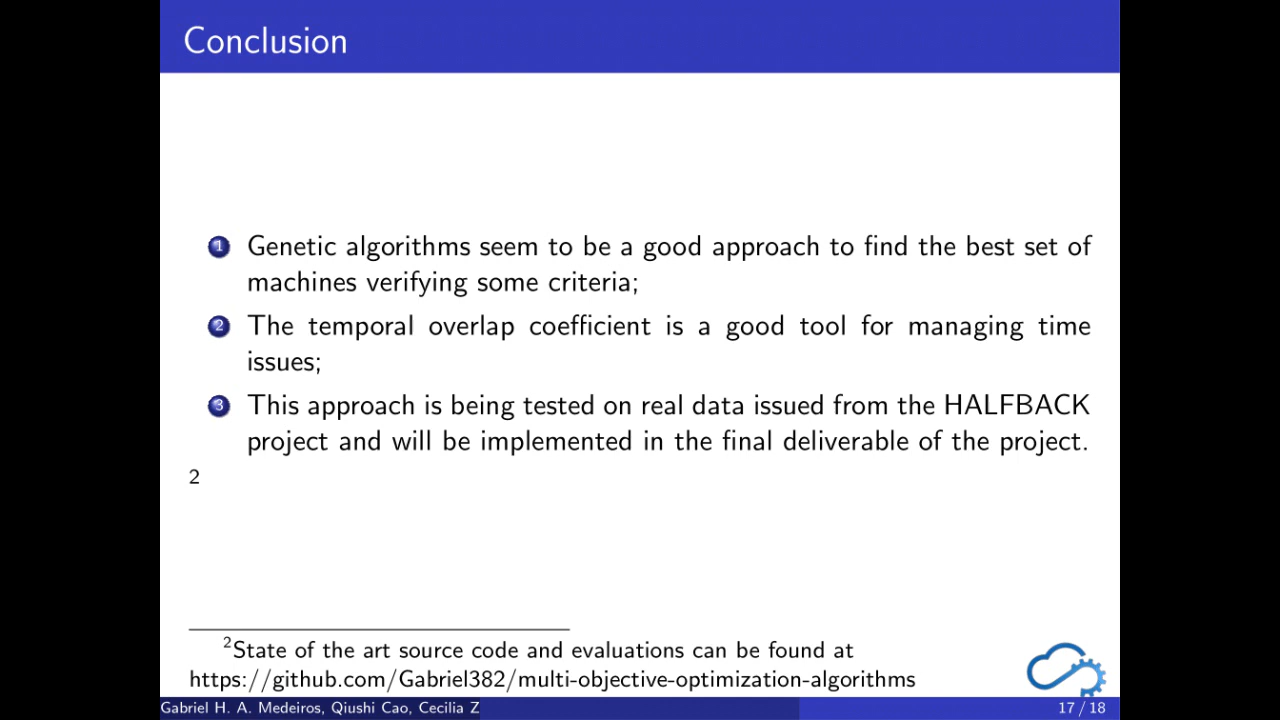 Conclusion
1 Genetic algorithms seem to be a good approach to find the best set of
machines verifying some criteria;
2 The temporal overlap coefficient is a good tool for managing time
issues;
3 This approach is being tested on real data issued from the HALFBACK
project and will be implemented in the final deliverable of the project.
2
2State of the art source code and evaluations can be found at
https://github.com/Gabriel382/multi-objective-optimization-algorithms
Gabriel H. A. Medeiros, Qiushi Cao, Cecilia Z
17 / 18